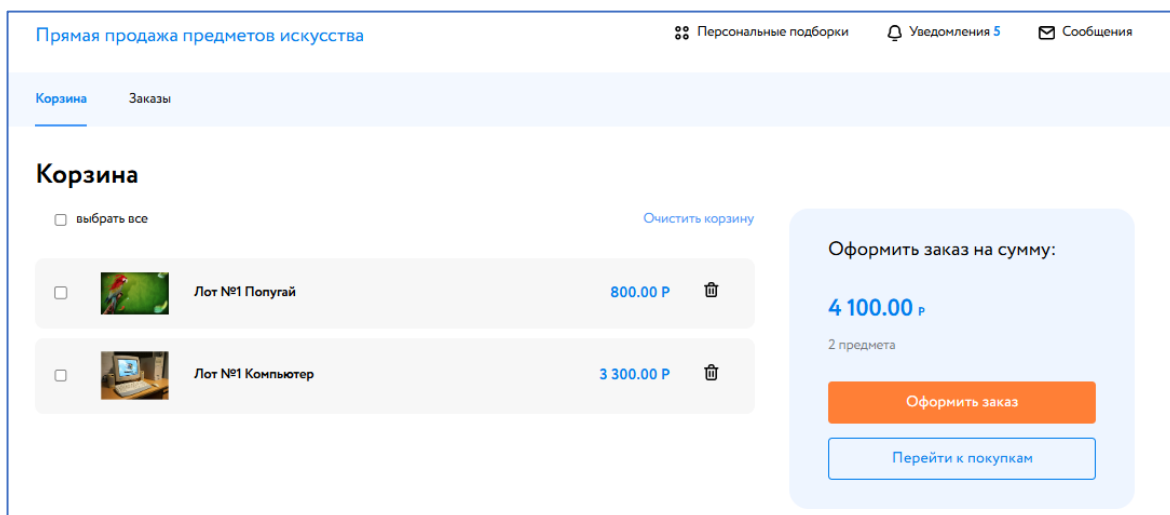 Прямая продажа предметов искусства
Персональные подборки
Уведомления 5
Сообщения
Корзина
Заказы
Корзина
выбрать все
Очистить корзину
Лот №1 Попугай
800.00 Р
Лот №1 Компьютер
3 300.00 Р
Оформить заказ на сумму:
4 100.00 Р
2 предмета
Оформить заказ
Перейти к покупкам